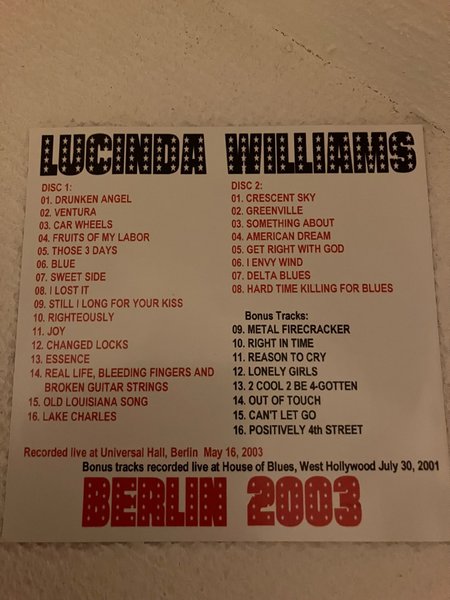 LUCINDA WILLIAMS
DISC 1:
01. DRUNKEN ANGEL
02. VENTURA
03. CAR WHEELS
04. FRUITS OF MY LABOR
05. THOSE 3 DAYS
06. BLUE
07. SWEET SIDE
08. I LOST IT
09. STILL I LONG FOR YOUR KISS
10. RIGHTEOUSLY
11. JOY
12. CHANGED LOCKS
13. ESSENCE
14. REAL LIFE, BLEEDING FINGERS AND
BROKEN GUITAR STRINGS
15. OLD LOUISIANA SONG
16. LAKE CHARLES
DISC 2:
01. CRESCENT SKY
02. GREENVILLE
03. SOMETHING ABOUT
04. AMERICAN DREAM
05. GET RIGHT WITH GOD
06. I ENVY WIND
07. DELTA BLUES
08. HARD TIME KILLING FOR BLUES
Bonus Tracks:
09. METAL FIRECRACKER
10. RIGHT IN TIME
11. REASON TO CRY
12. LONELY GIRLS
13. 2 COOL 2 BE 4-GOTTEN
14. OUT OF TOUCH
15. CAN'T LET GO
16. POSITIVELY 4th STREET
Recorded live at Universal Hall, Berlin May 16, 2003
Bonus tracks recorded live at House of Blues, West Hollywood July 30, 2001
BERLIN 2003